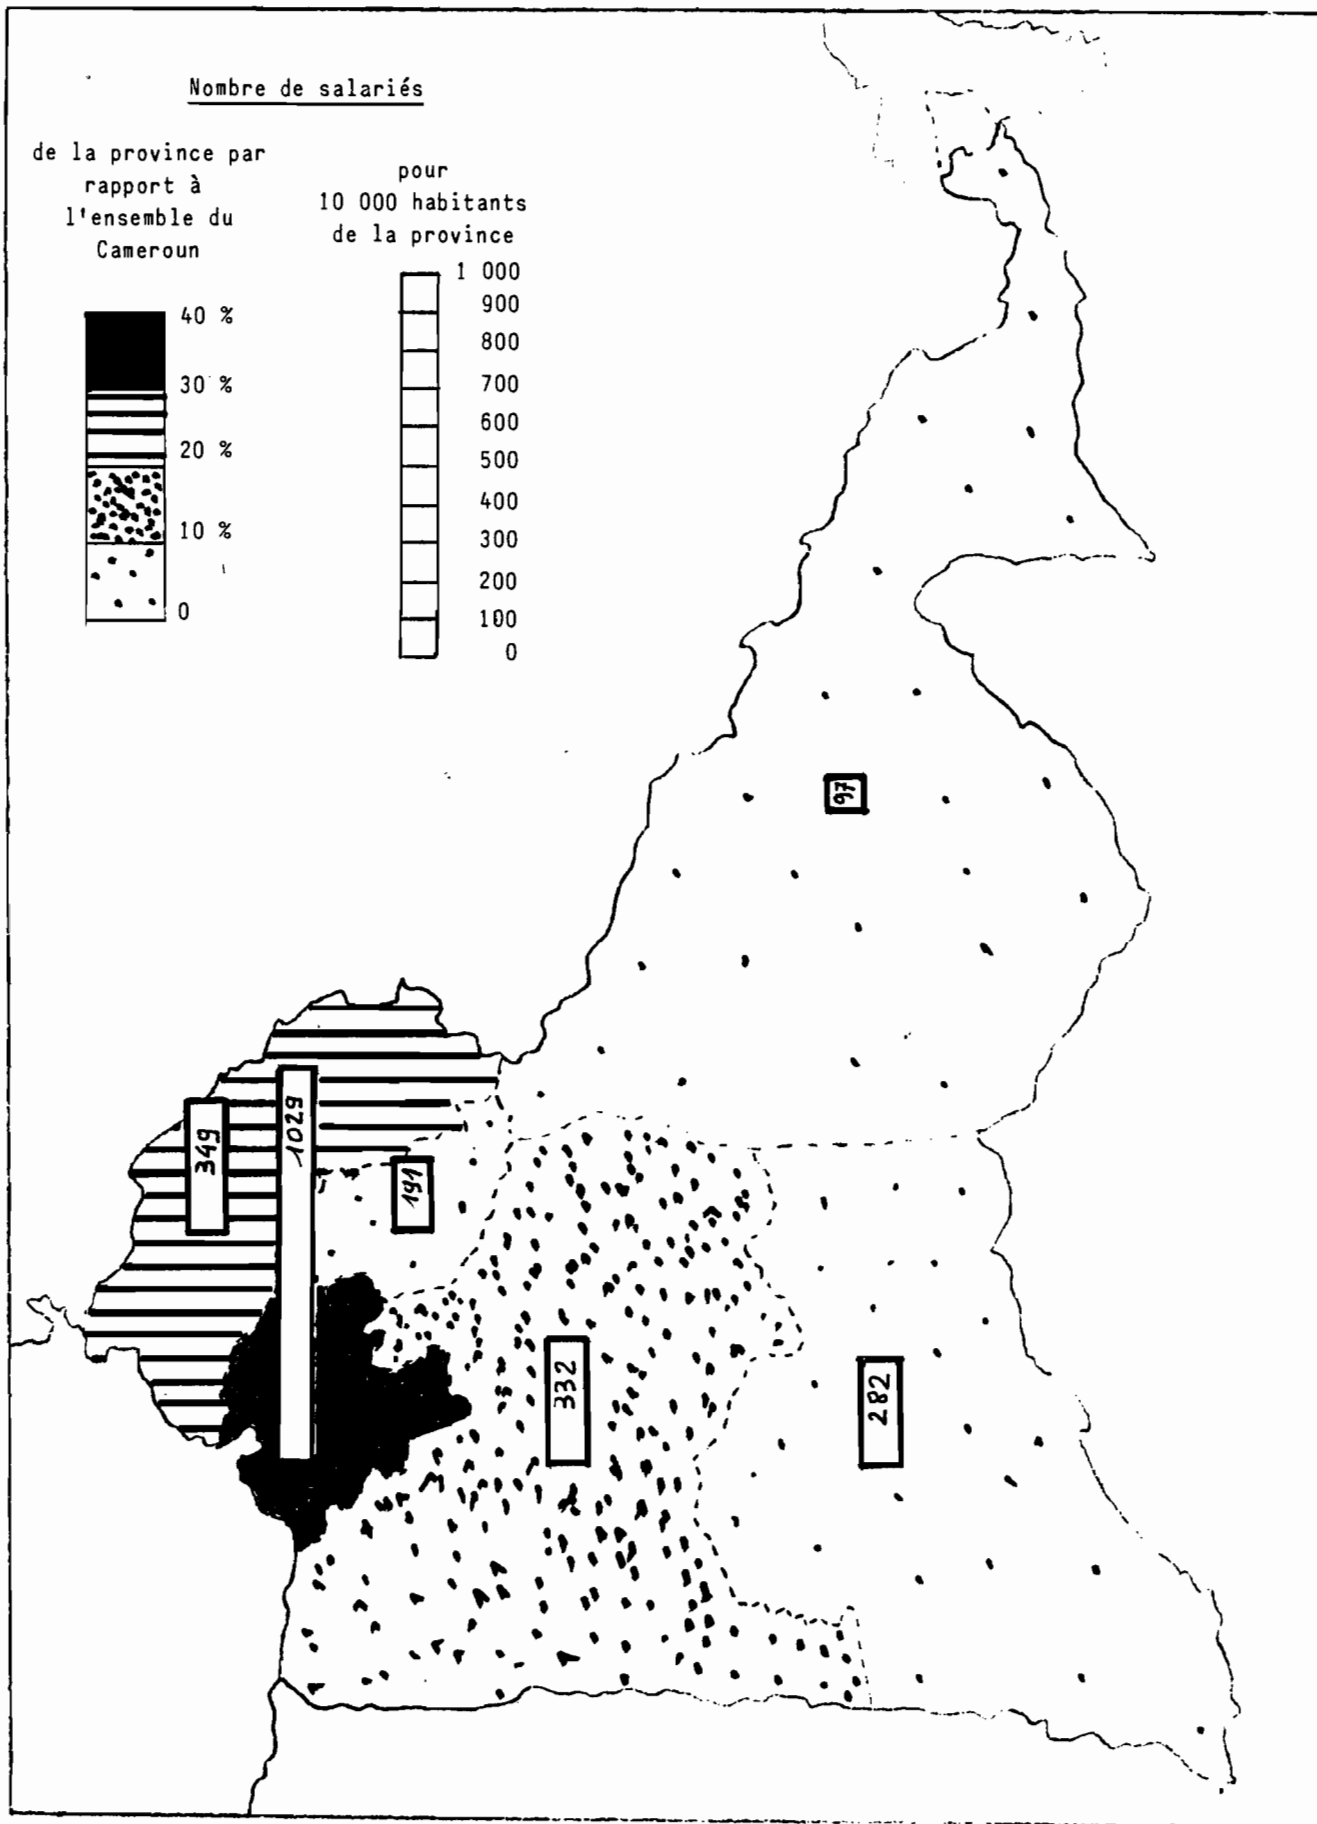 Nombre de salariés
de la province par
rapport à
l'ensemble du
Cameroun
40 %
30 %
20 %
10 %
0
pour
10 000 habitants
de la province
1 000
900
800
700
600
500
400
300
200
100
0
97
349
1029
191
332
282